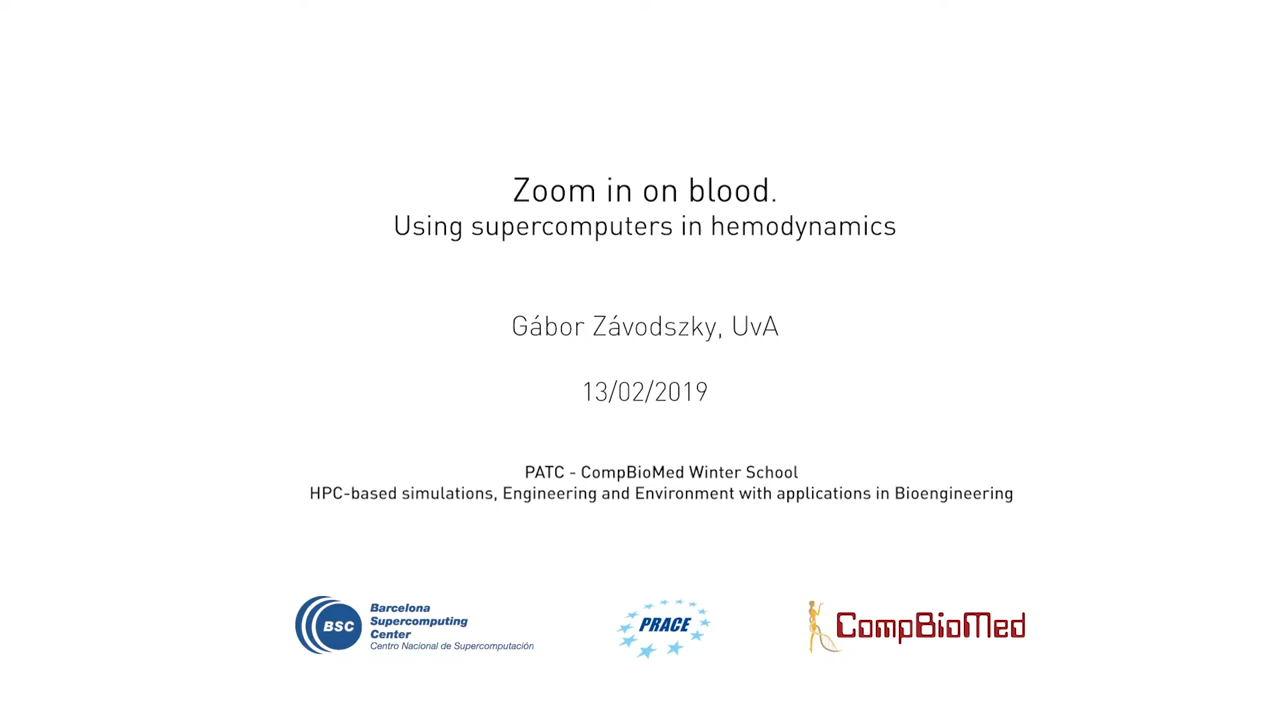 Zoom in on blood.
Using supercomputers in hemodynamics
Gábor Závodszky, UvA
13/02/2019
PATC - CompBioMed Winter School
HPC-based simulations, Engineering and Environment with applications in Bioengineering
BSC
Barcelona
Supercomputing
Center
Centro Nacional de Supercomputación
PRACE
CompBioMed